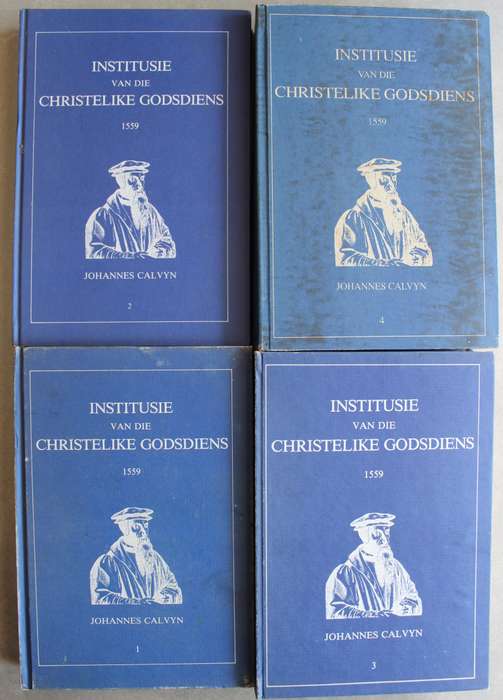 INSTITUSIE
VAN DIE
CHRISTELIKE GODSDIENS
1559
JOHANNES CALVYN
2
INSTITUSIE
VAN DIE
CHRISTELIKE GODSDIENS
1559
JOHANNES CALVYN
4
INSTITUSIE
VAN DIE
CHRISTELIKE GODSDIENS
1559
JOHANNES CALVYN
1
INSTITUSIE
VAN DIE
CHRISTELIKE GODSDIENS
1559
JOHANNES CALVYN
3